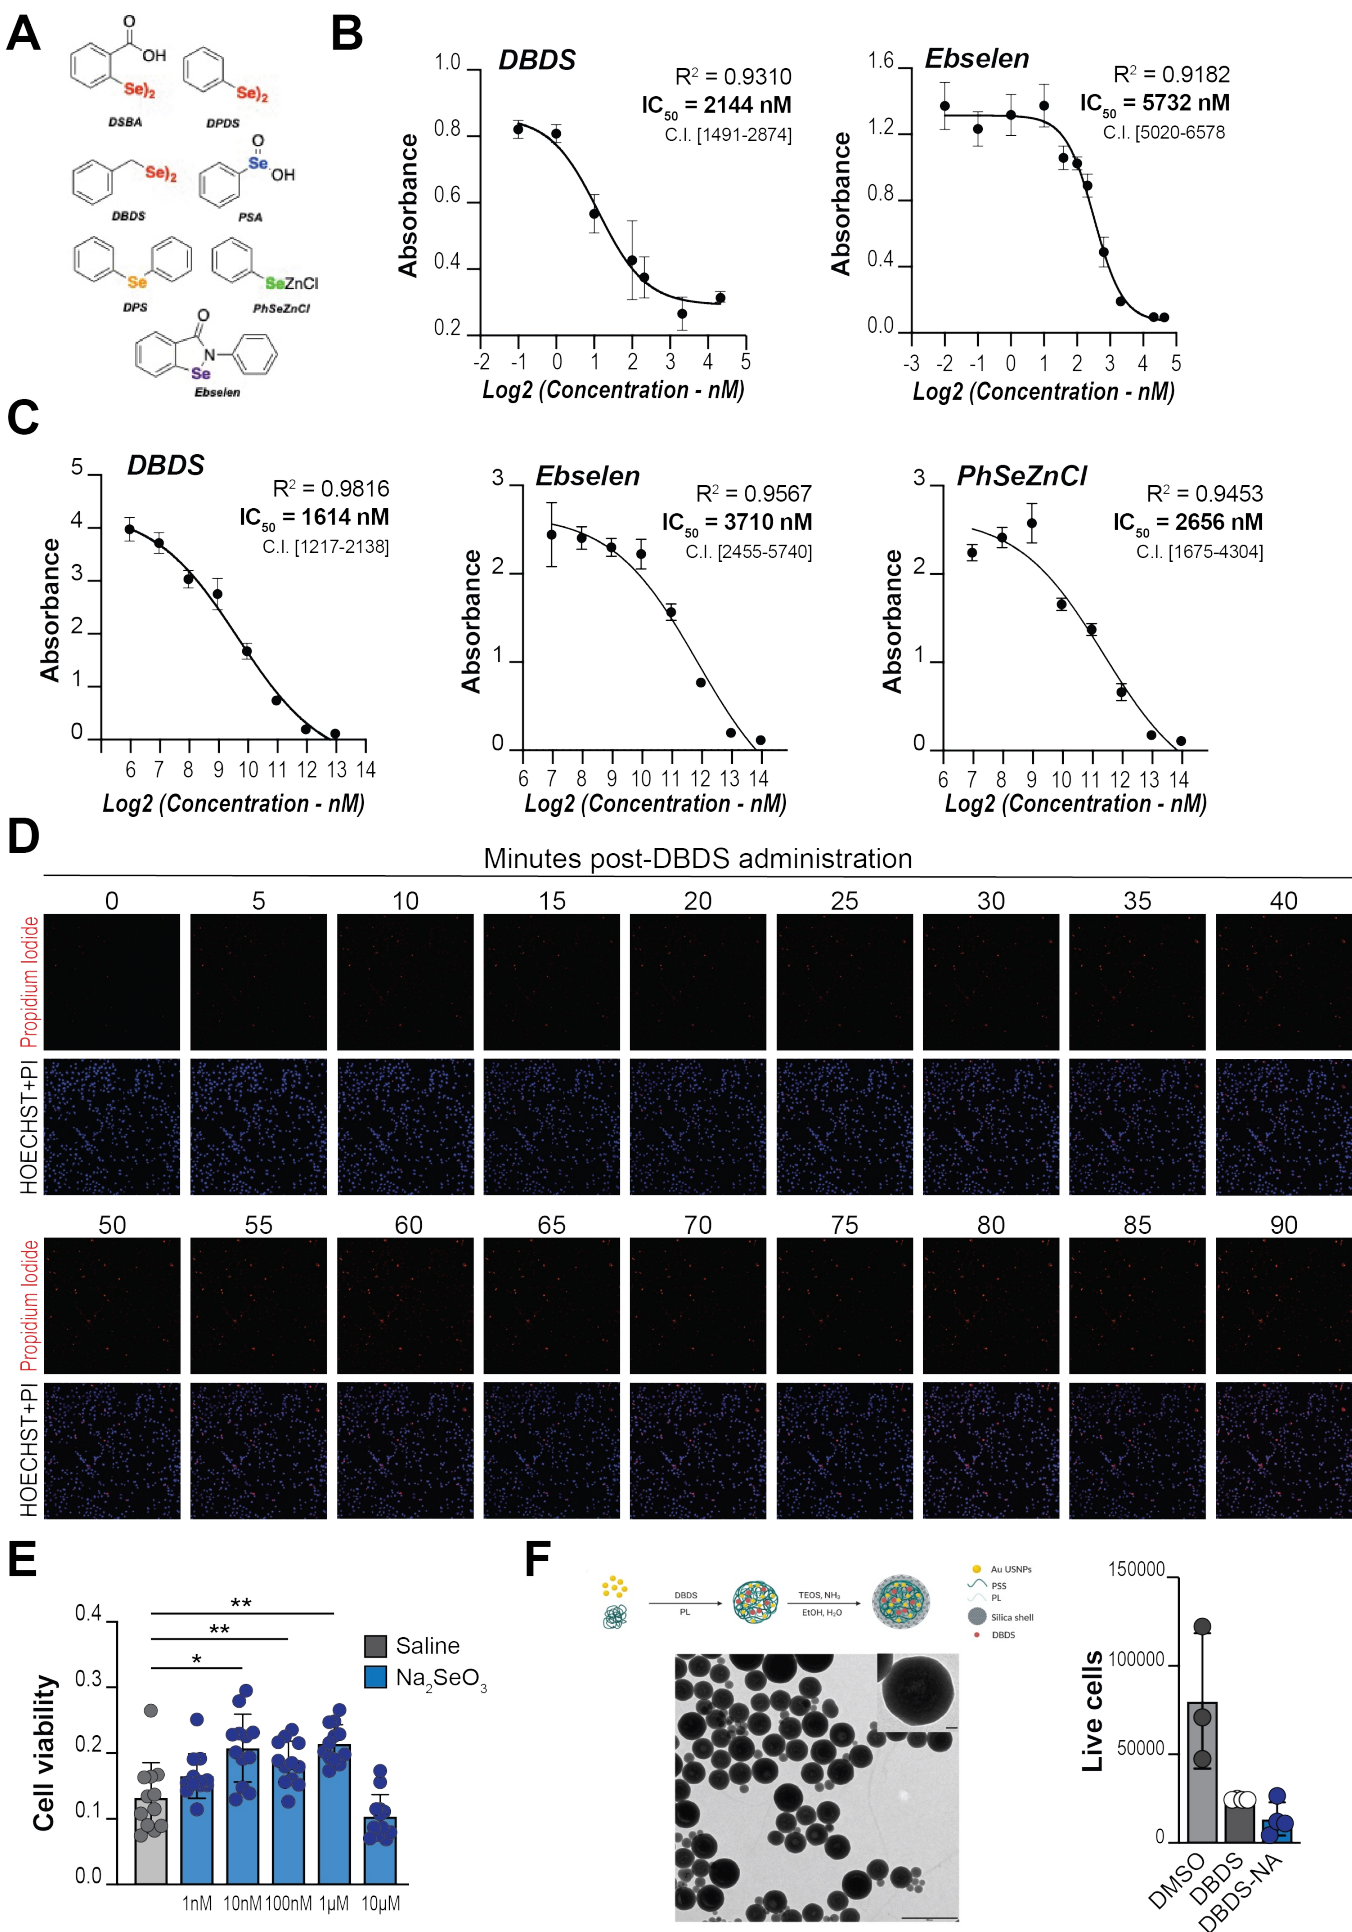 A
O
OH
Se)2
DSBA
Se)2
DPDS
Se)2
DBDS
O
Se
OH
PSA
Se
DPS
SeZnCl
PhSeZnCl
O
N
Se
Ebselen
B
DBDS
R2 = 0.9310
IC50 = 2144 nM
C.I. [1491-2874]
Absorbance
1.0
0.8
0.6
0.4
0.2
-2 -1 0 1 2 3 4 5
Log2 (Concentration - nM)
Ebselen
R2 = 0.9182
IC50 = 5732 nM
C.I. [5020-6578
Absorbance
1.6
1.2
0.8
0.4
0.0
-3 -2 -1 0 1 2 3 4 5
Log2 (Concentration - nM)
C
DBDS
R2 = 0.9816
IC50 = 1614 nM
C.I. [1217-2138]
Absorbance
5
4
3
2
1
0
6 7 8 9 10 11 12 13 14
Log2 (Concentration - nM)
Ebselen
R2 = 0.9567
IC50 = 3710 nM
C.I. [2455-5740]
Absorbance
3
2
1
0
6 7 8 9 10 11 12 13 14
Log2 (Concentration - nM)
PhSeZnCl
R2 = 0.9453
IC50 = 2656 nM
C.I. [1675-4304]
Absorbance
3
2
1
0
6 7 8 9 10 11 12 13 14
Log2 (Concentration - nM)
D
Minutes post-DBDS administration
0 5 10 15 20 25 30 35 40
Propidium Iodide
HOECHST+PI
50 55 60 65 70 75 80 85 90
Propidium Iodide
HOECHST+PI
E
Cell viability
0.4
0.3
0.2
0.1
0.0
**
**
*
Saline
Na2SeO3
1nM 10nM 100nM 1µM 10µM
F
DBDS
PL
TEOS, NH3
EtOH, H2O
Au USNPs
PSS
PL
Silica shell
DBDS
Live cells
150000
100000
50000
0
DMSO
DBDS
DBDS-NA